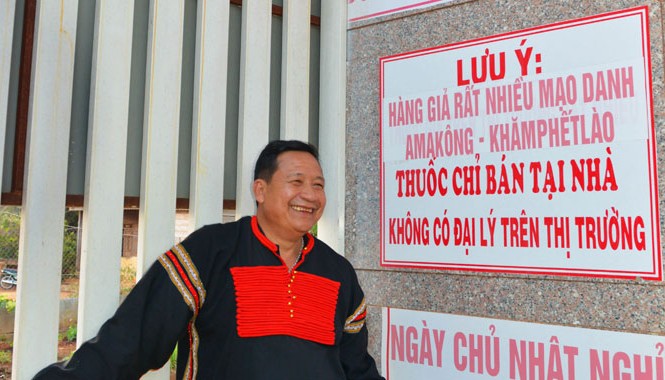 LƯU Ý:
HÀNG GIẢ RẤT NHIỀU MẠO DANH
AMAKÔNG - KHĂMPHẾTLÀO
THUỐC CHỈ BÁN TẠI NHÀ
KHÔNG CÓ ĐẠI LÝ TRÊN THỊ TRƯỜNG
NGÀY CHỦ NHẬT NGHỈ